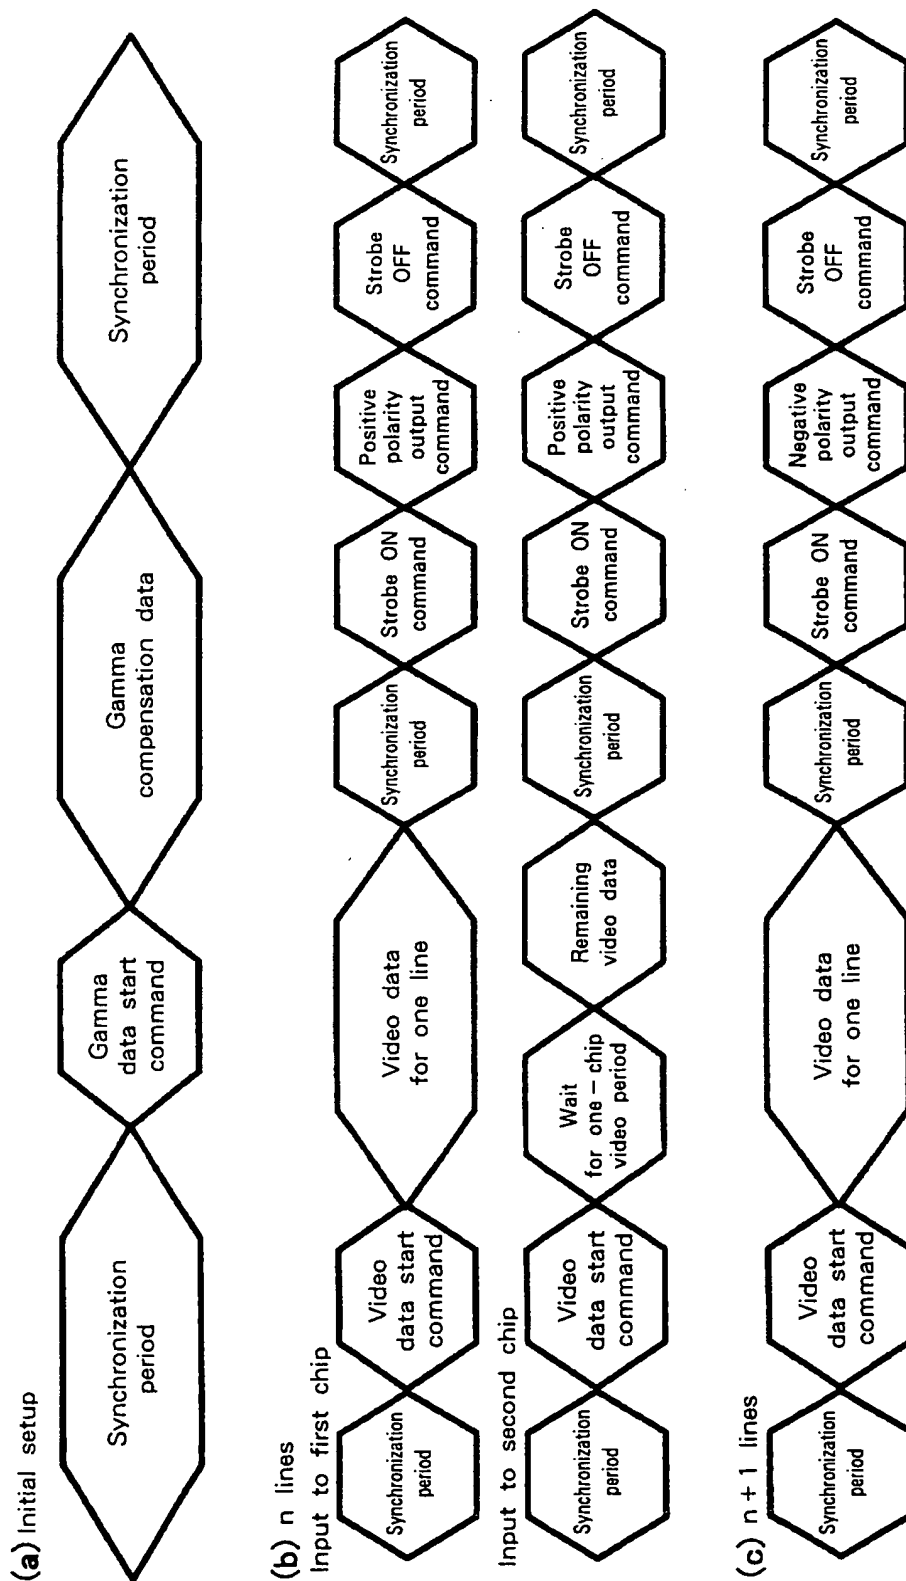 (a) Initial setup
Synchronization
period
Gamma
data start
command
Gamma
compensation data
Synchronization
period
(b) n lines
Input to first chip
Synchronization
period
Video
data start
command
Video data
for one line
Synchronization
period
Strobe ON
command
Positive
polarity
output
command
Strobe
OFF
command
Synchronization
period
Input to second chip
Synchronization
period
Video
data start
command
Wait
for one-chip
video period
Remaining
video data
Synchronization
period
Strobe ON
command
Positive
polarity
output
command
Strobe
OFF
command
Synchronization
period
(c) n + 1 lines
Synchronization
period
Video
data start
command
Video data
for one line
Synchronization
period
Strobe ON
command
Negative
polarity
output
command
Strobe
OFF
command
Synchronization
period